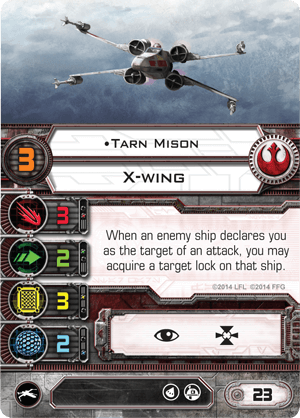 •Tarn Mison
3
X-wing
3
2
3
2
When an enemy ship declares you
as the target of an attack, you may
acquire a target lock on that ship.
©2014 LFL ©2014 FFG
23